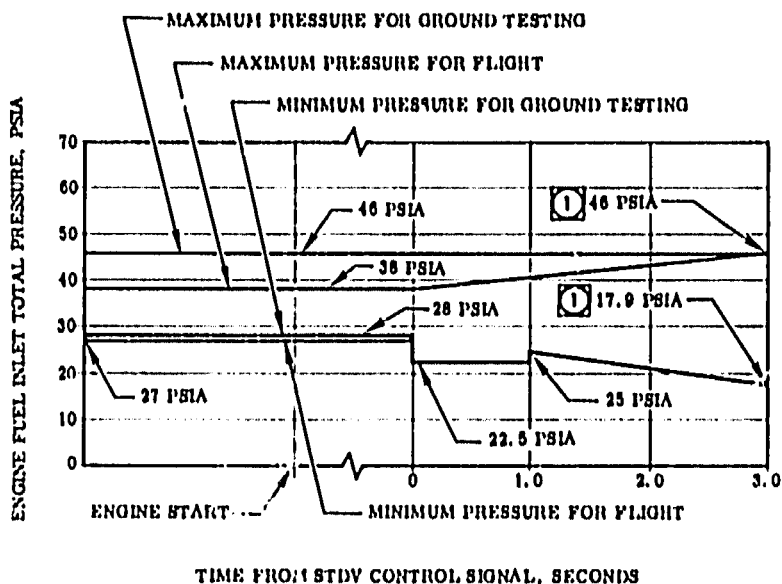 MAXIMUM PRESSURE FOR GROUND TESTING
MAXIMUM PRESSURE FOR FLIGHT
MINIMUM PRESSURE FOR GROUND TESTING
ENGINE FUEL INLET TOTAL PRESSURE, PSIA
70
60
50
40
30
20
10
0
46 PSIA
1 46 PSIA
38 PSIA
28 PSIA
1 17.9 PSIA
27 PSIA
25 PSIA
22.5 PSIA
0 1.0 2.0 3.0
ENGINE START
MINIMUM PRESSURE FOR FLIGHT
TIME FROM STDV CONTROL SIGNAL, SECONDS